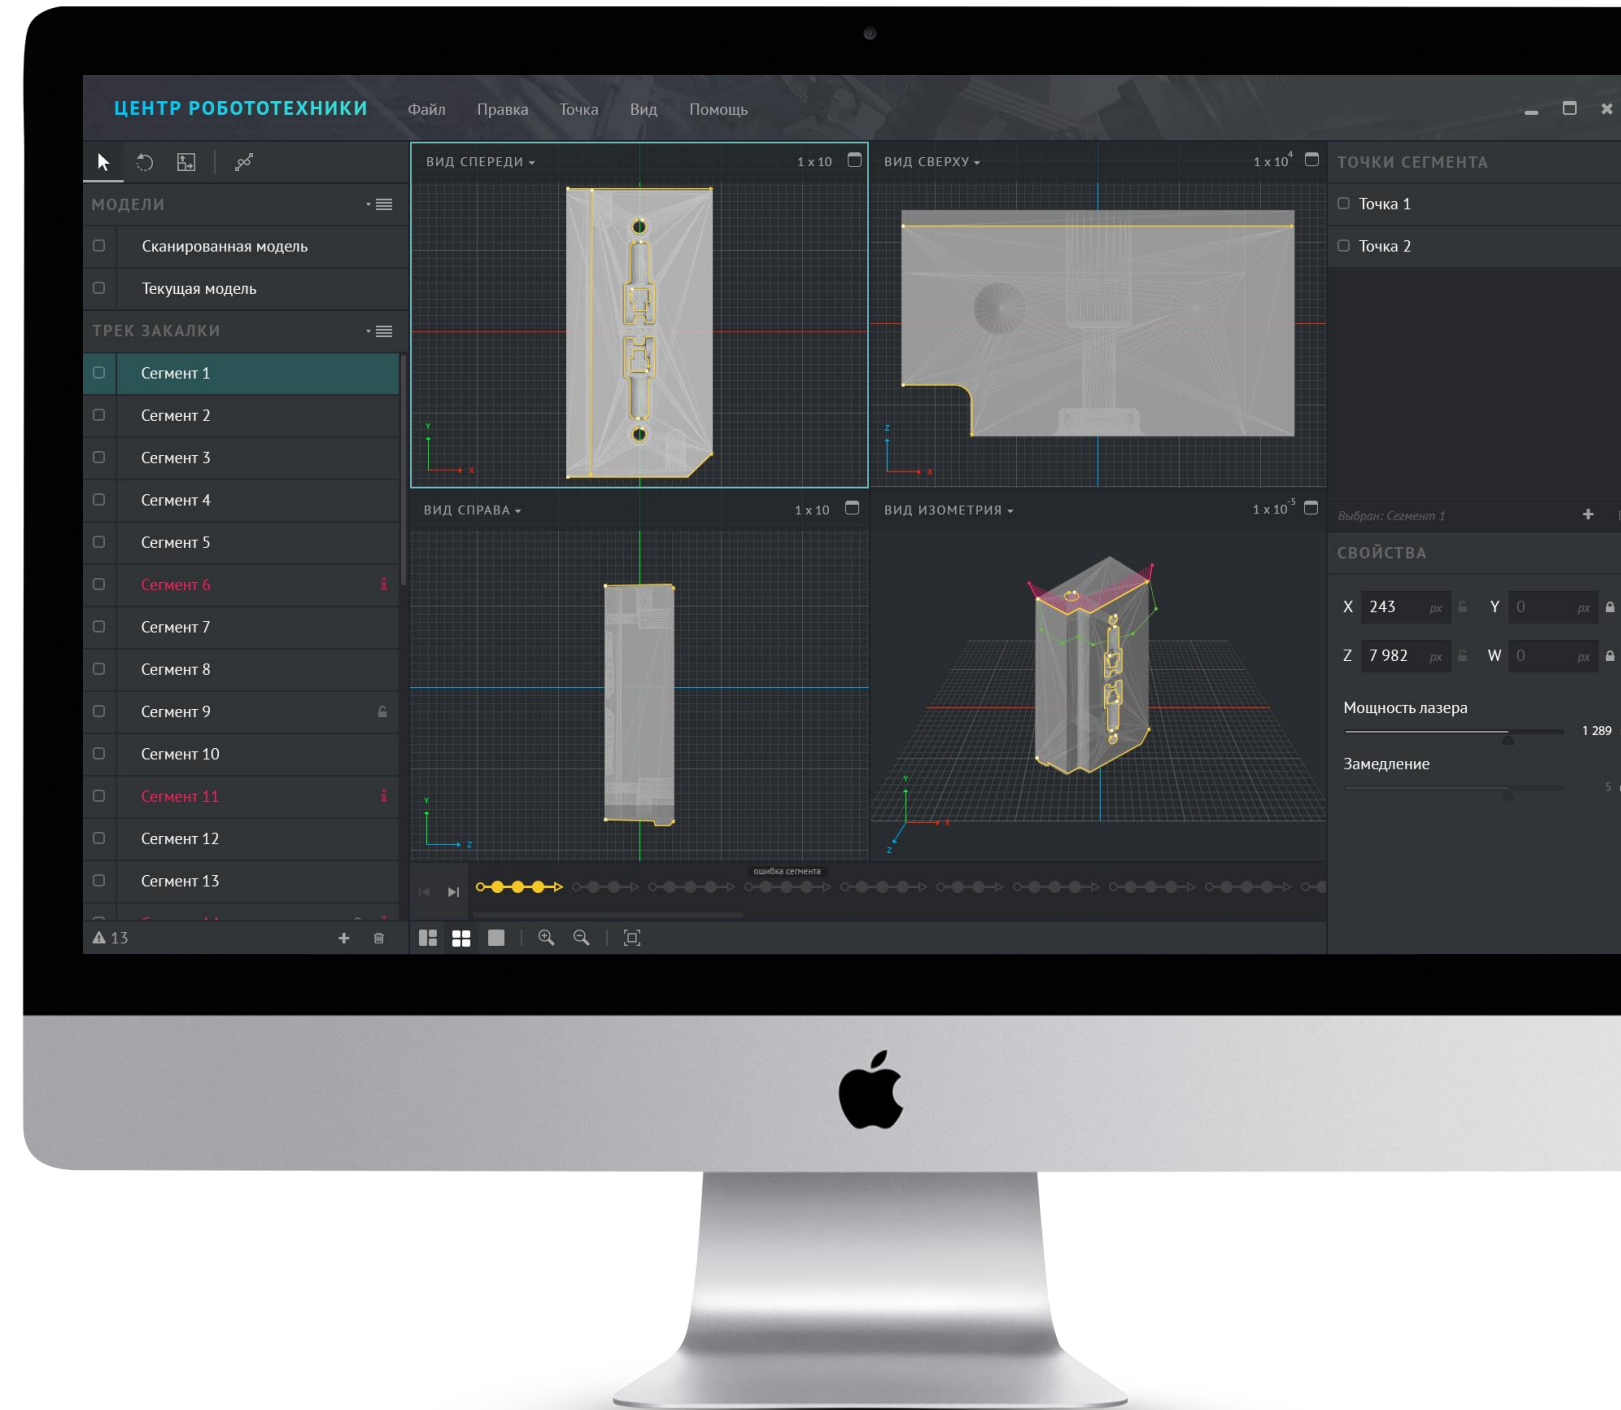 ЦЕНТР РОБОТОТЕХНИКИ
Файл Правка Точка Вид Помощь
МОДЕЛИ
Сканированная модель
Текущая модель
ТРЕК ЗАКАЛКИ
Сегмент 1
Сегмент 2
Сегмент 3
Сегмент 4
Сегмент 5
Сегмент 6
Сегмент 7
Сегмент 8
Сегмент 9
Сегмент 10
Сегмент 11
Сегмент 12
Сегмент 13
13
ВИД СПЕРЕДИ 1 x 10
Y
X
ВИД СВЕРХУ 1 x 10⁴
Z
X
ВИД СПРАВА 1 x 10
Y
Z
ВИД ИЗОМЕТРИЯ 1 x 10⁻⁵
Y
X
Z
ошибка сегмента
ТОЧКИ СЕГМЕНТА
Точка 1
Точка 2
Выбран: Сегмент 1
СВОЙСТВА
X 243 px Y 0 px
Z 7 982 px W 0 px
Мощность лазера
1 289
Замедление
5